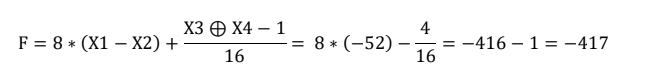 F = 8 ∗ (X1 − X2) + X3 ⊕ X4 − 1 / 16 = 8 ∗ (−52) − 4 / 16 = −416 − 1 = −417